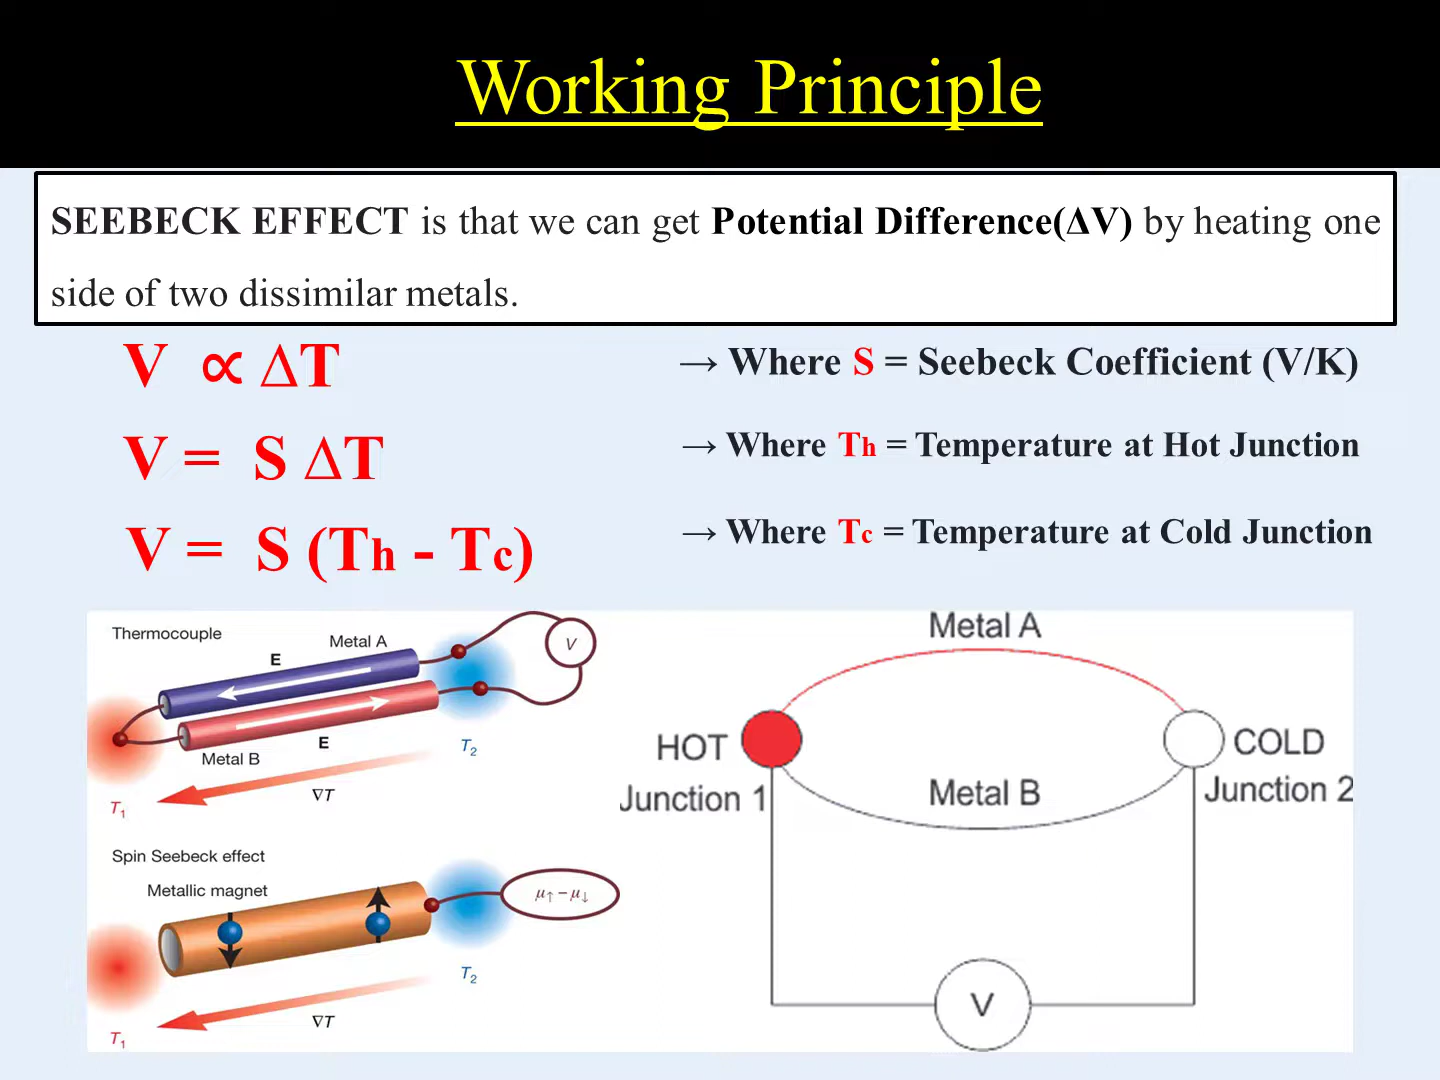 Working Principle
SEEBECK EFFECT is that we can get Potential Difference(ΔV) by heating one
side of two dissimilar metals.
V ∝ ∆T
→ Where S = Seebeck Coefficient (V/K)
V = S ∆T
→ Where Th = Temperature at Hot Junction
V = S (Th - Tc)
→ Where Tc = Temperature at Cold Junction
Thermocouple
Metal A
E
V
Metal B
E
T2
T1
∇T
Spin Seebeck effect
Metallic magnet
μ↑ − μ↓
T2
∇T
T1
Metal A
HOT
Junction 1
COLD
Junction 2
Metal B
V